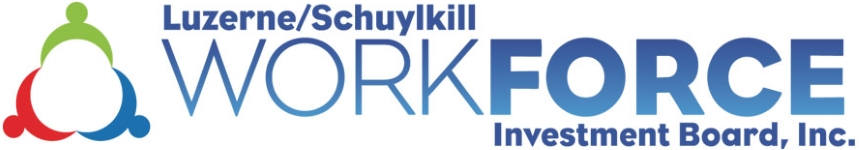 Luzerne/Schuylkill
WORKFORCE
Investment Board, Inc.